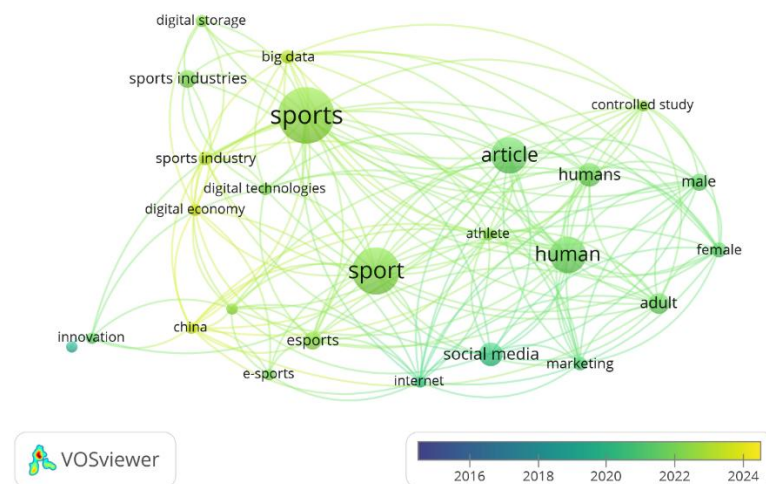 digital storage
big data
sports industries
sports
controlled study
article
sports industry
humans
male
digital technologies
digital economy
athlete
female
human
sport
adult
china
innovation
esports
social media
marketing
e-sports
internet
VOSviewer
2016 2018 2020 2022 2024